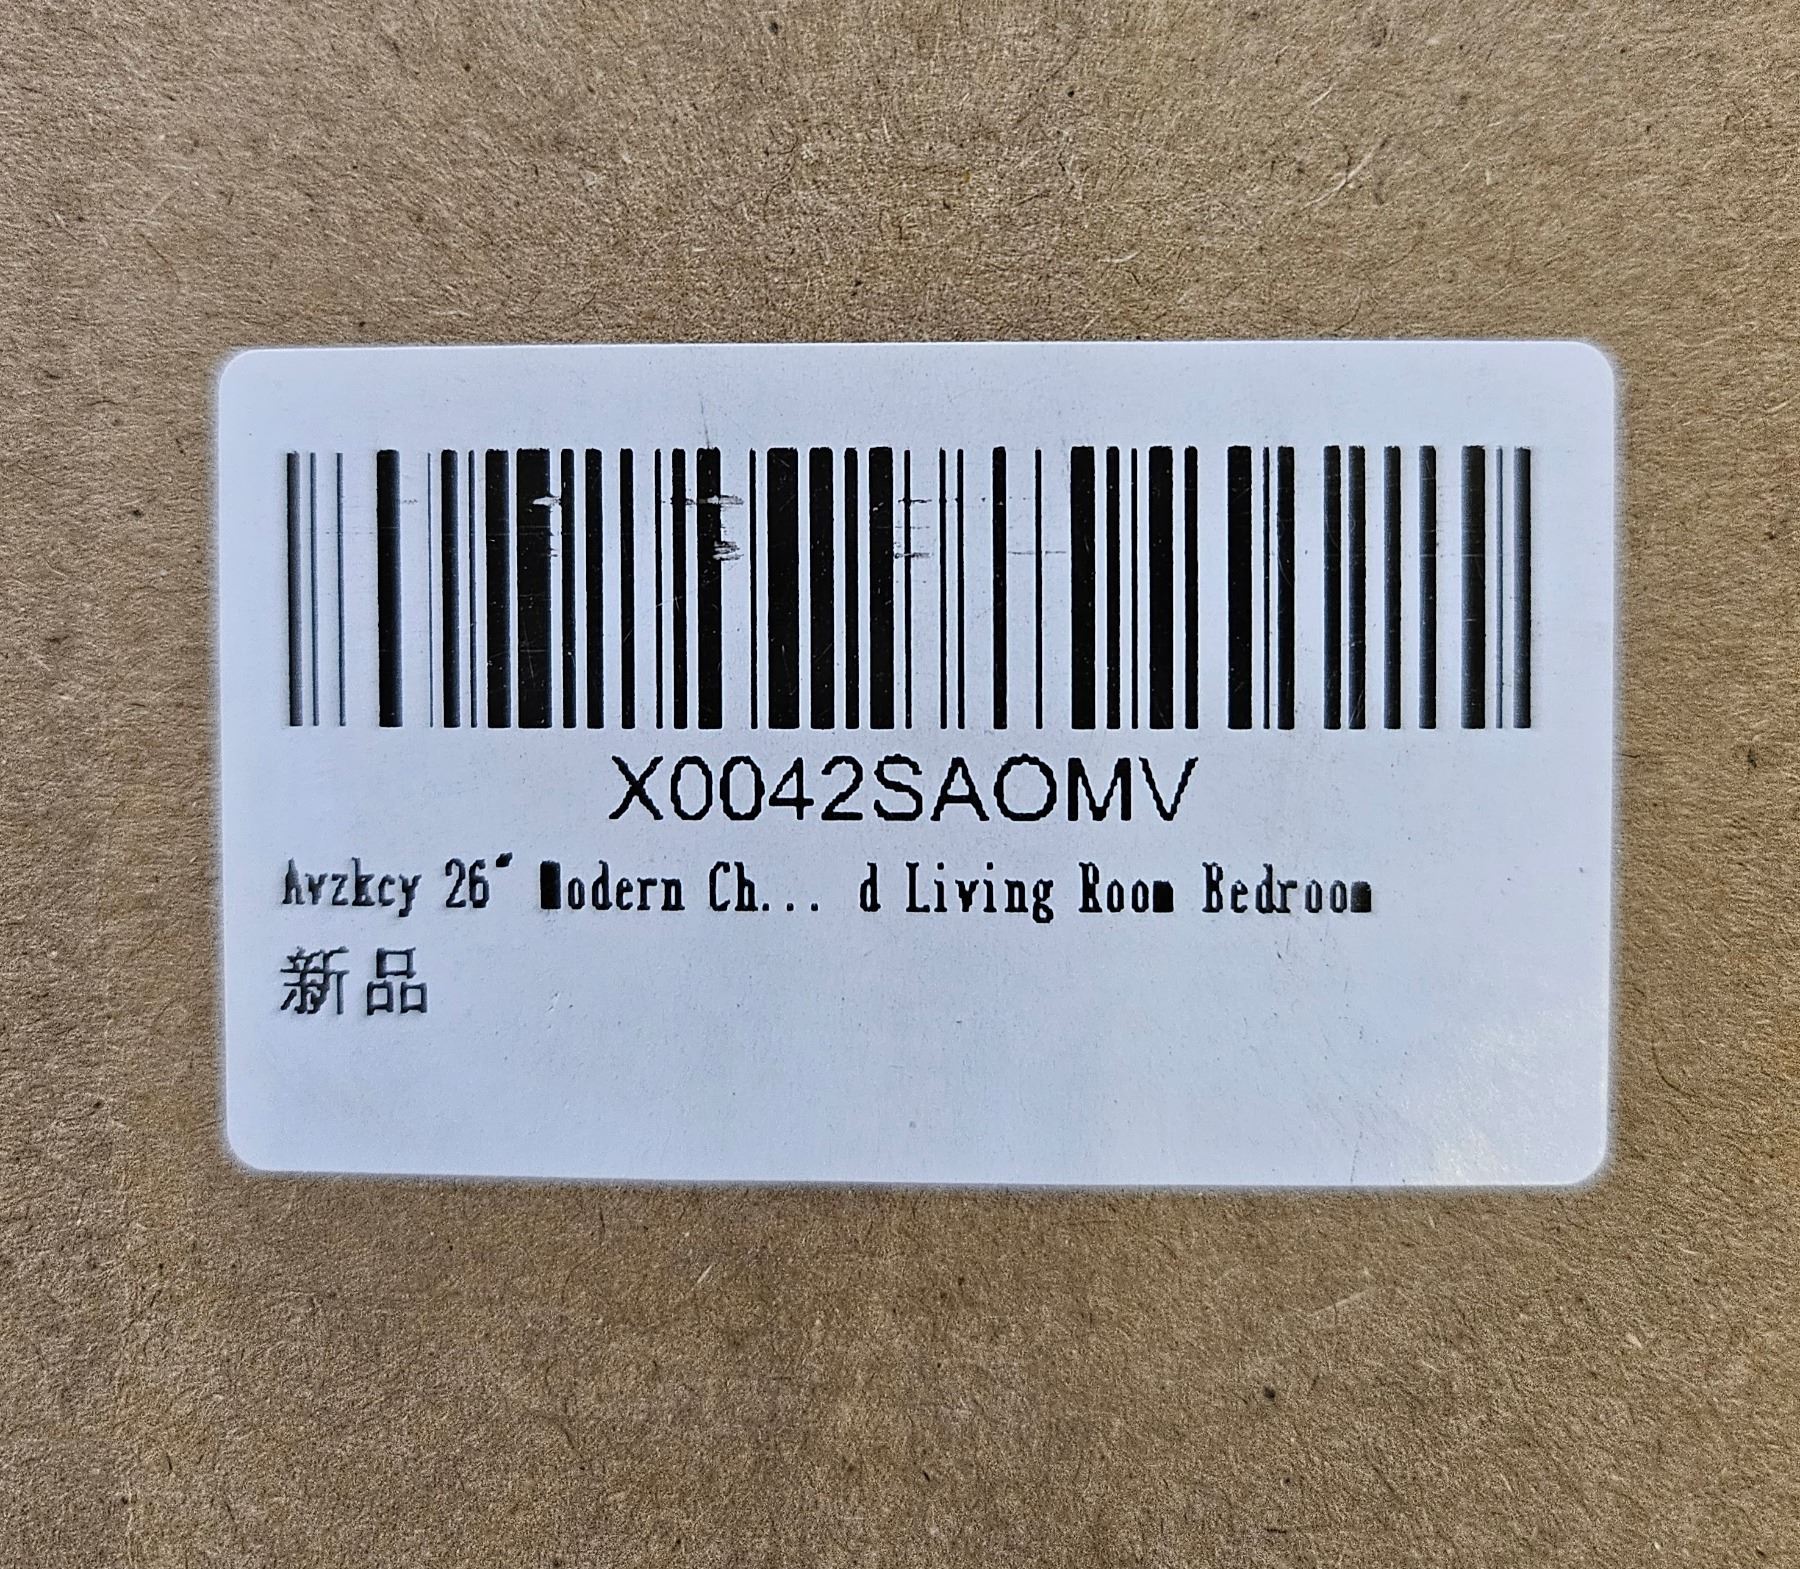 X0042SAOMV
Avzkcy 26" Modern Ch... d Living Room Bedroom
新品